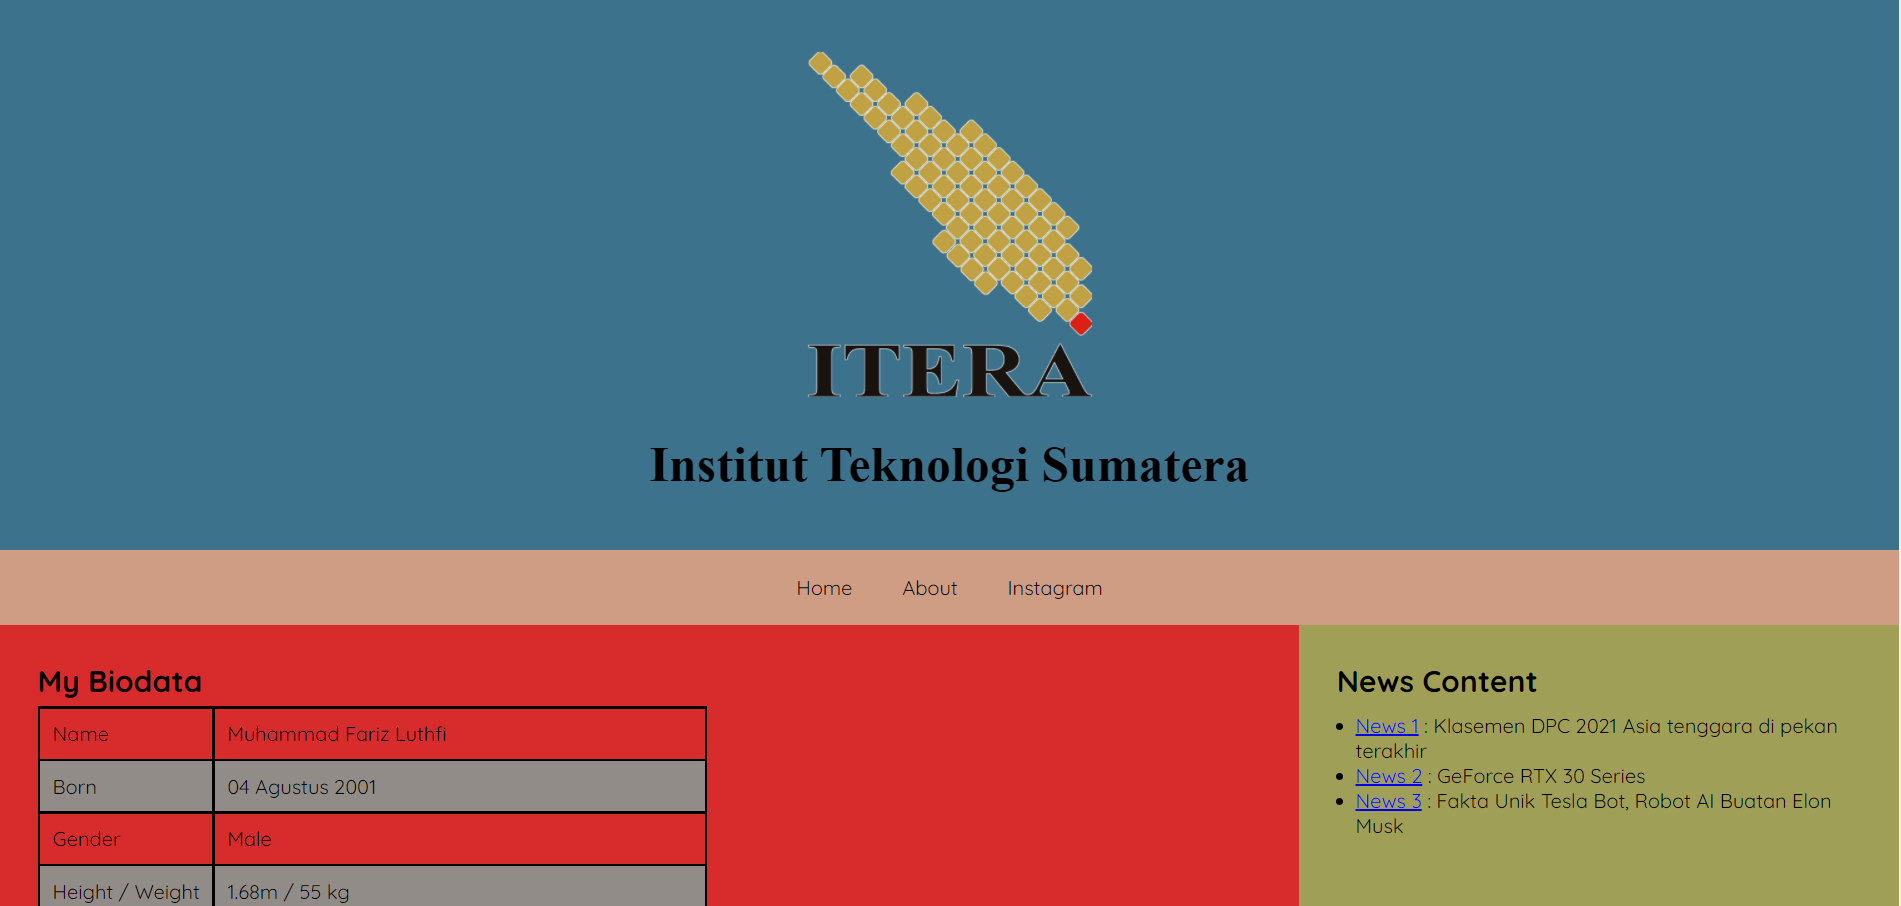 ITERA
Institut Teknologi Sumatera
Home About Instagram
My Biodata
Name Muhammad Fariz Luthfi
Born 04 Agustus 2001
Gender Male
Height / Weight 1.68m / 55 kg
News Content
News 1 : Klasemen DPC 2021 Asia tenggara di pekan
terakhir
News 2 : GeForce RTX 30 Series
News 3 : Fakta Unik Tesla Bot, Robot AI Buatan Elon
Musk